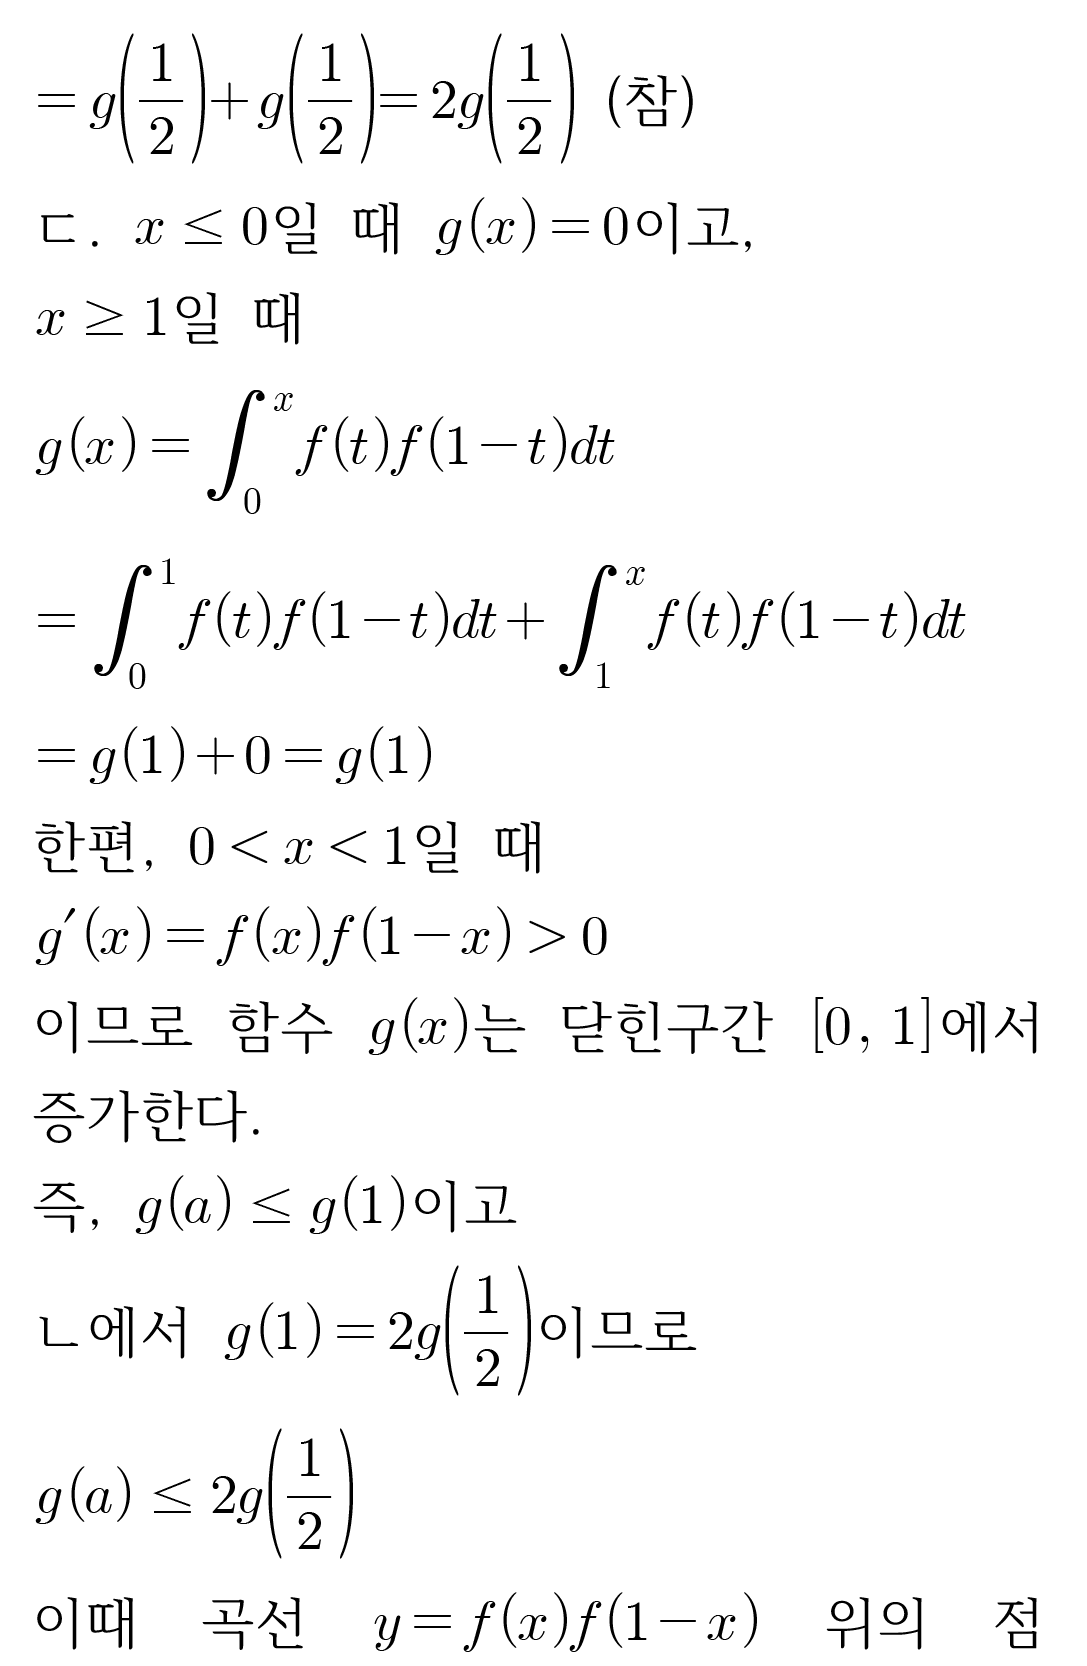 = g(1/2) + g(1/2) = 2g(1/2) (참)
ㄷ. x ≤ 0일 때 g(x) = 0이고,
x ≥ 1일 때
g(x) = ∫₀ˣ f(t)f(1−t)dt
= ∫₀¹ f(t)f(1−t)dt + ∫₁ˣ f(t)f(1−t)dt
= g(1) + 0 = g(1)
한편, 0 < x < 1일 때
g′(x) = f(x)f(1−x) > 0
이므로 함수 g(x)는 닫힌구간 [0, 1]에서
증가한다.
즉, g(a) ≤ g(1)이고
ㄴ에서 g(1) = 2g(1/2)이므로
g(a) ≤ 2g(1/2)
이때 곡선 y = f(x)f(1−x) 위의 점